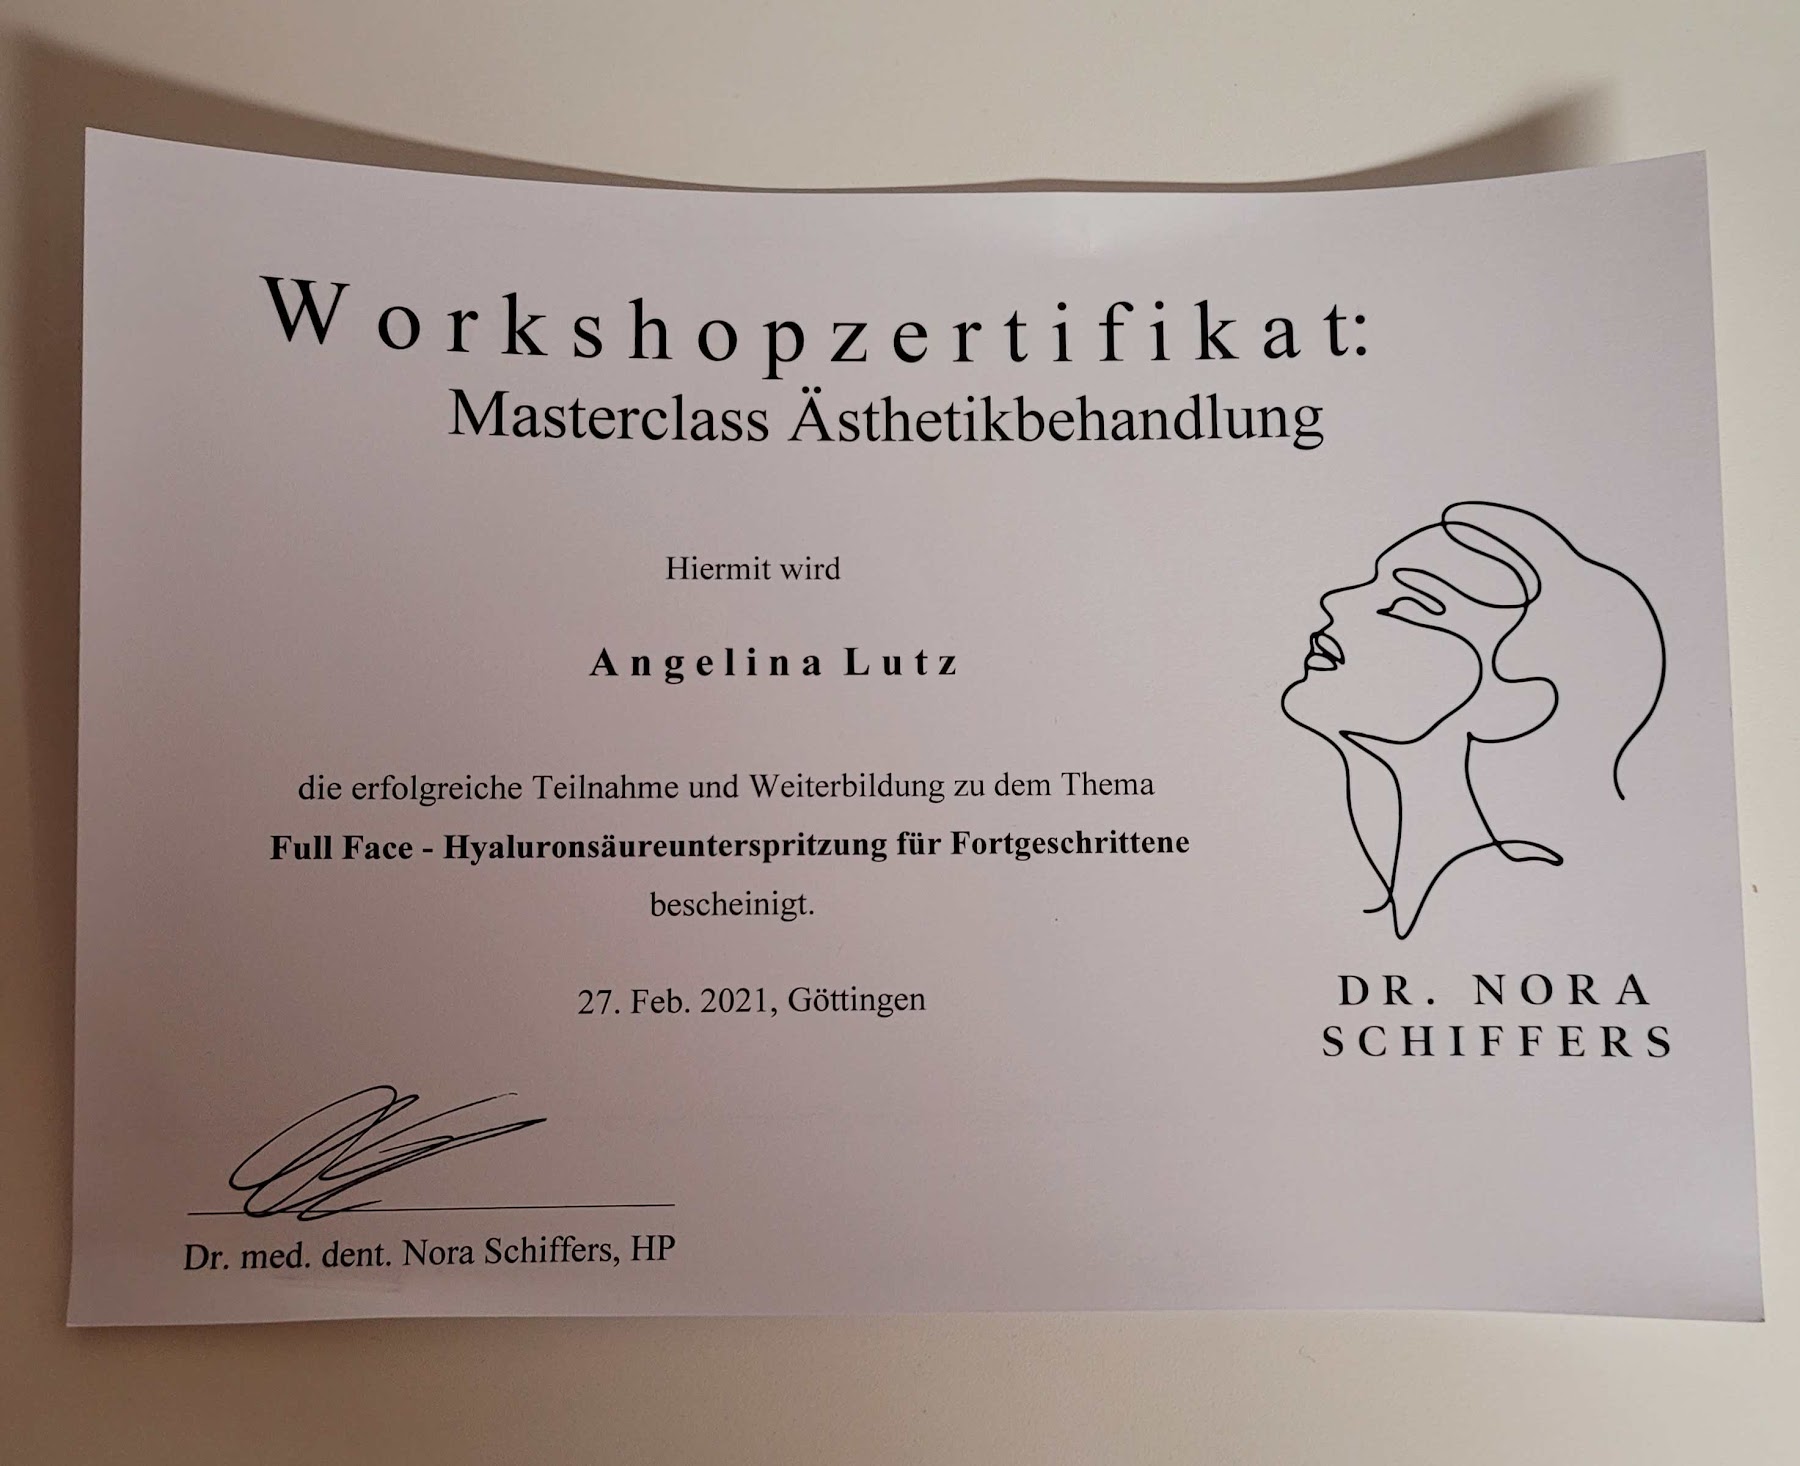 Workshopzertifikat:
Masterclass Ästhetikbehandlung
Hiermit wird
Angelina Lutz
die erfolgreiche Teilnahme und Weiterbildung zu dem Thema
Full Face - Hyaluronsäureunterspritzung für Fortgeschrittene
bescheinigt.
27. Feb. 2021, Göttingen
DR. NORA
SCHIFFERS
Dr. med. dent. Nora Schiffers, HP